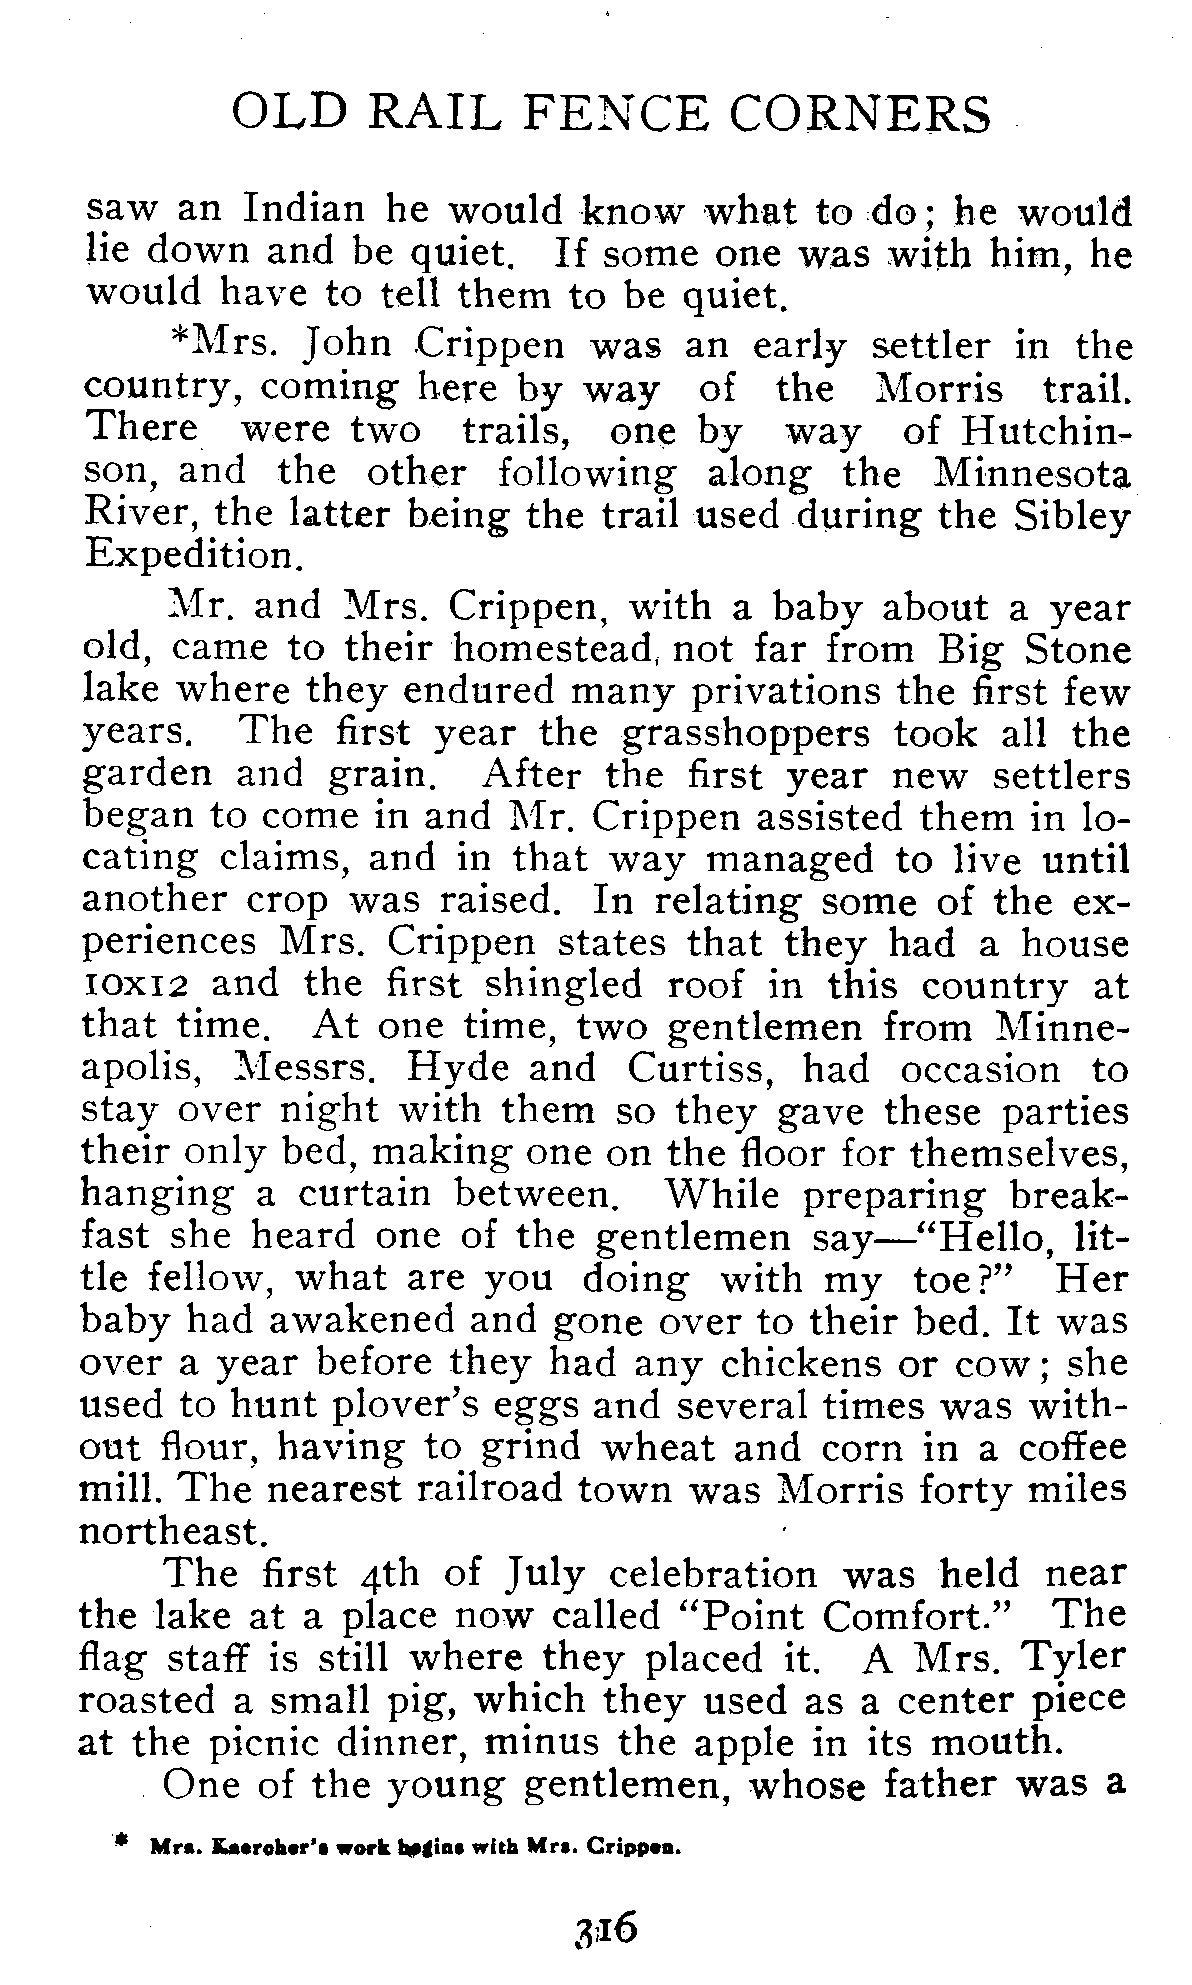 OLD RAIL FENCE CORNERS
saw an Indian he would know what to do; he would
lie down and be quiet. If some one was with him, he
would have to tell them to be quiet.
*Mrs. John Crippen was an early settler in the
country, coming here by way of the Morris trail.
There were two trails, one by way of Hutchin-
son, and the other following along the Minnesota
River, the latter being the trail used during the Sibley
Expedition.
Mr. and Mrs. Crippen, with a baby about a year
old, came to their homestead, not far from Big Stone
lake where they endured many privations the first few
years. The first year the grasshoppers took all the
garden and grain. After the first year new settlers
began to come in and Mr. Crippen assisted them in lo-
cating claims, and in that way managed to live until
another crop was raised. In relating some of the ex-
periences Mrs. Crippen states that they had a house
10x12 and the first shingled roof in this country at
that time. At one time, two gentlemen from Minne-
apolis, Messrs. Hyde and Curtiss, had occasion to
stay over night with them so they gave these parties
their only bed, making one on the floor for themselves,
hanging a curtain between. While preparing break-
fast she heard one of the gentlemen say—"Hello, lit-
tle fellow, what are you doing with my toe?" Her
baby had awakened and gone over to their bed. It was
over a year before they had any chickens or cow; she
used to hunt plover's eggs and several times was with-
out flour, having to grind wheat and corn in a coffee
mill. The nearest railroad town was Morris forty miles
northeast.
The first 4th of July celebration was held near
the lake at a place now called "Point Comfort." The
flag staff is still where they placed it. A Mrs. Tyler
roasted a small pig, which they used as a center piece
at the picnic dinner, minus the apple in its mouth.
One of the young gentlemen, whose father was a
* Mrs. Kaercher's work begins with Mrs. Crippen.
316